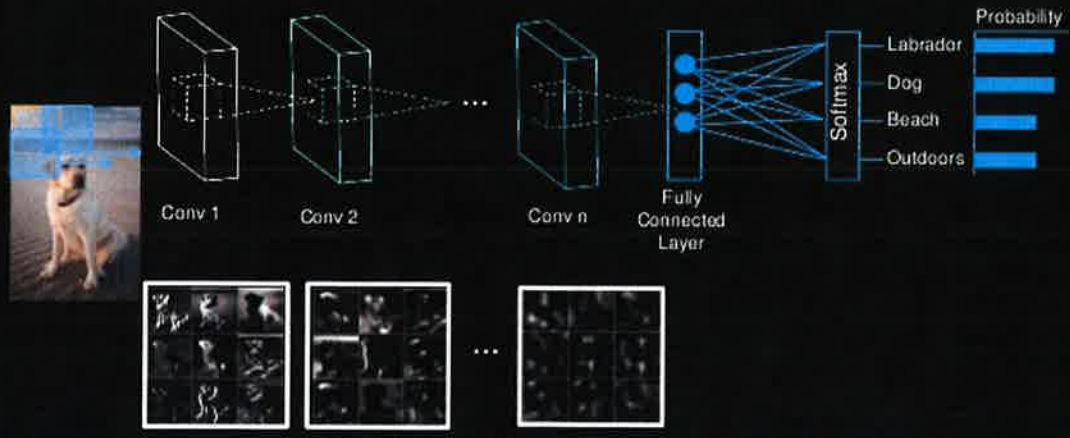 Probability
Labrador
Dog
Beach
Outdoors
Softmax
...
Conv 1
Conv 2
Conv n
Fully
Connected
Layer
...